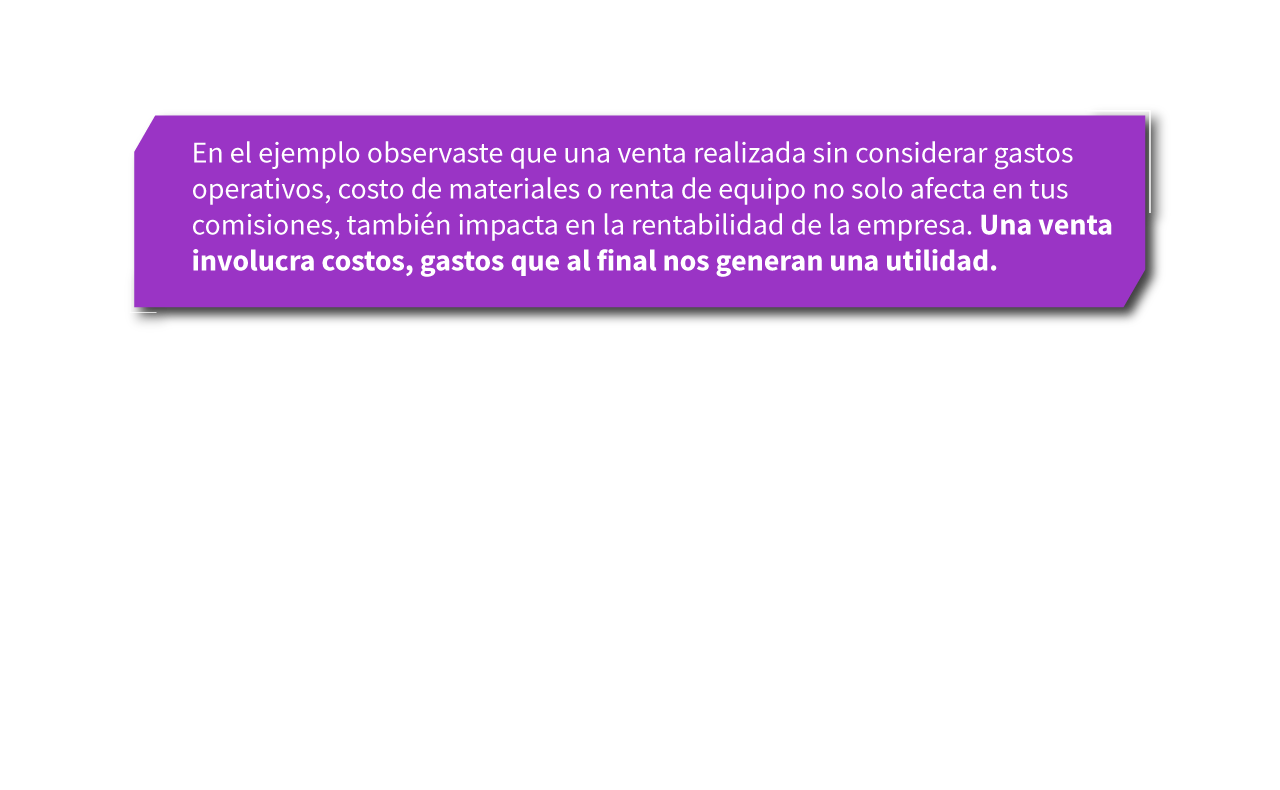 En el ejemplo observaste que una venta realizada sin considerar gastos
operativos, costo de materiales o renta de equipo no solo afecta en tus
comisiones, también impacta en la rentabilidad de la empresa. Una venta
involucra costos, gastos que al final nos generan una utilidad.